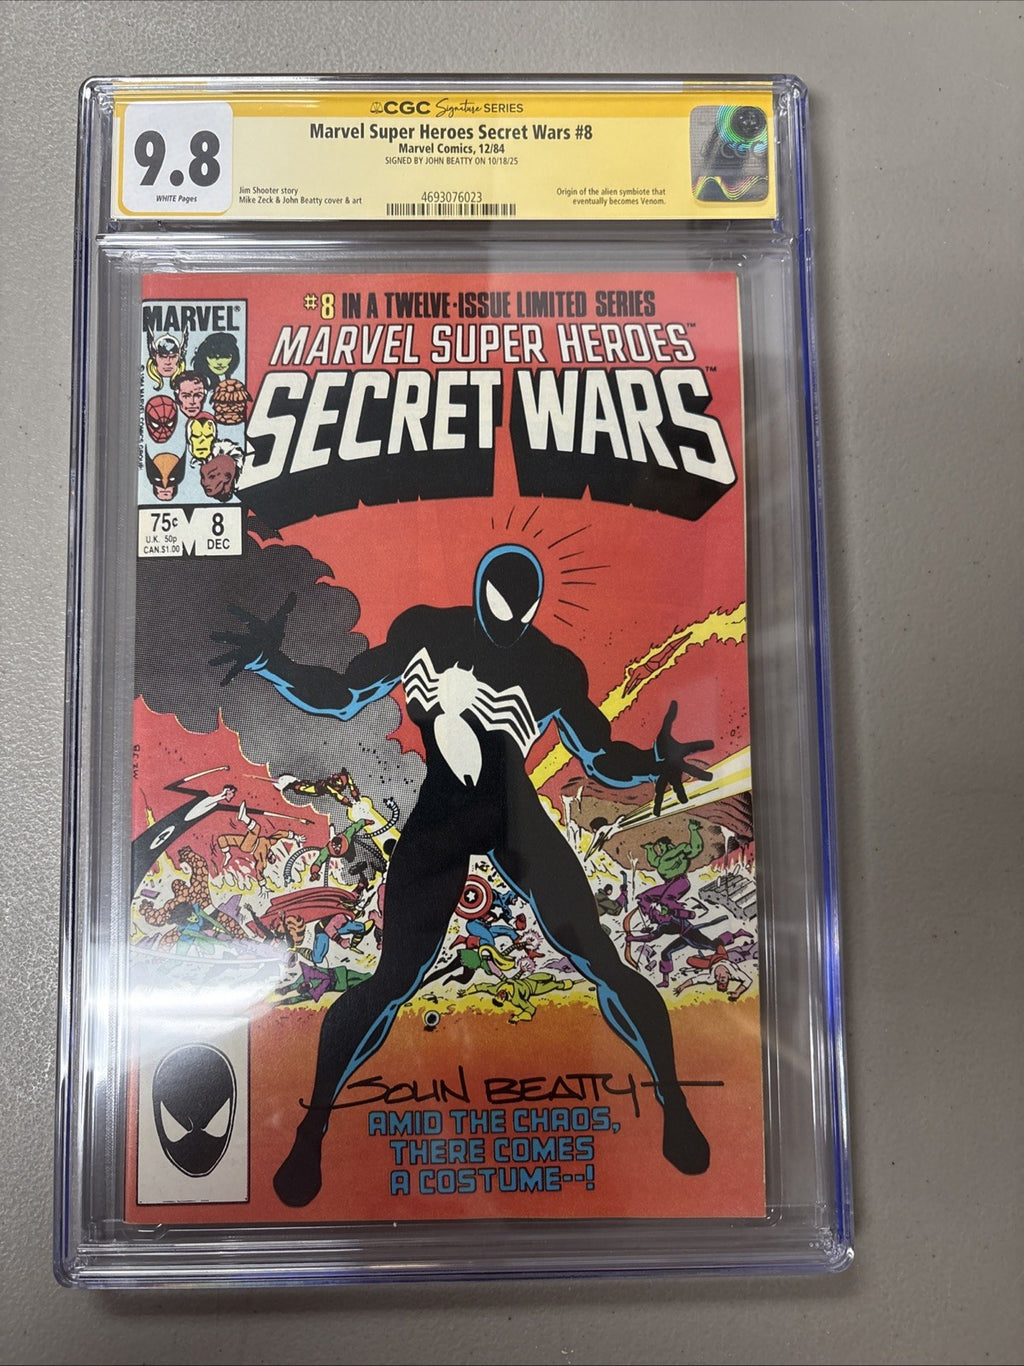 CGC Signature SERIES
9.8
WHITE Pages
Marvel Super Heroes Secret Wars #8
Marvel Comics, 12/84
SIGNED BY JOHN BEATTY ON 10/18/25
Jim Shooter story
Mike Zeck & John Beatty cover & art
4693076023
Origin of the alien symbiote that
eventually becomes Venom.
#8 IN A TWELVE-ISSUE LIMITED SERIES
MARVEL®
MARVEL SUPER HEROES™
SECRET WARS™
75¢
U.K. 50p
CAN.$1.00
8
DEC
MZJB
JOHN BEATTY
AMID THE CHAOS,
THERE COMES
A COSTUME--!